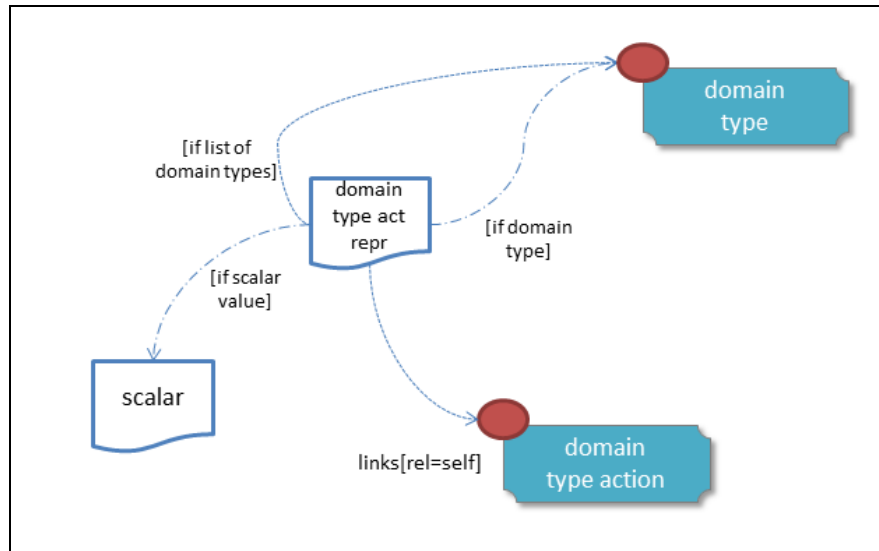 domain
type
[if list of
domain types]
domain
type act
repr
[if domain
type]
[if scalar
value]
scalar
links[rel=self]
domain
type action